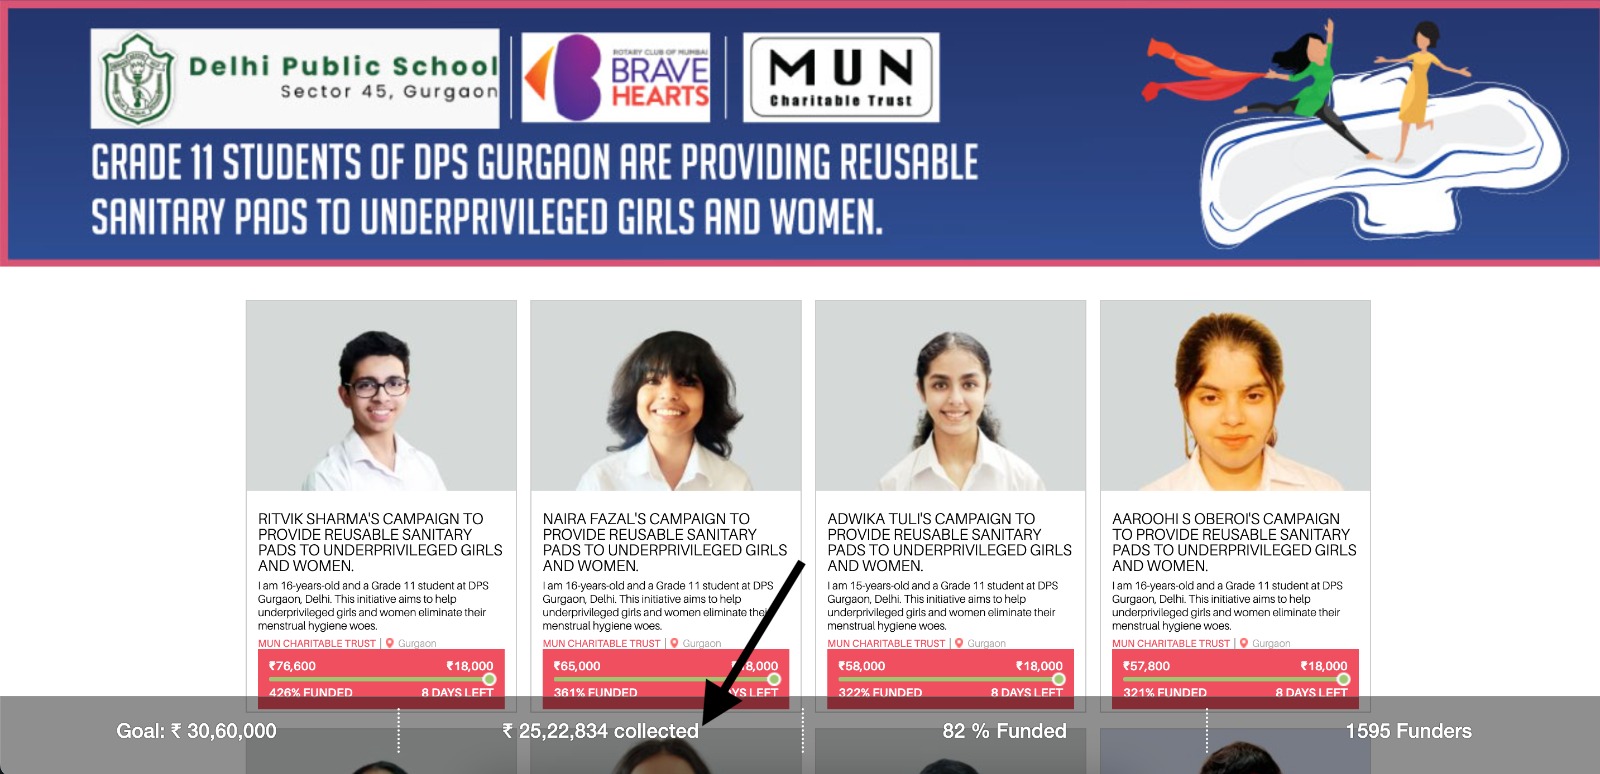 Delhi Public School
Sector 45, Gurgaon
ROTARY CLUB OF MUMBAI
BRAVE
HEARTS
MUN
Charitable Trust
GRADE 11 STUDENTS OF DPS GURGAON ARE PROVIDING REUSABLE
SANITARY PADS TO UNDERPRIVILEGED GIRLS AND WOMEN.
RITVIK SHARMA'S CAMPAIGN TO
PROVIDE REUSABLE SANITARY
PADS TO UNDERPRIVILEGED GIRLS
AND WOMEN.
I am 16-years-old and a Grade 11 student at DPS
Gurgaon, Delhi. This initiative aims to help
underprivileged girls and women eliminate their
menstrual hygiene woes.
MUN CHARITABLE TRUST | Gurgaon
₹76,600 ₹18,000
426% FUNDED 8 DAYS LEFT
NAIRA FAZAL'S CAMPAIGN TO
PROVIDE REUSABLE SANITARY
PADS TO UNDERPRIVILEGED GIRLS
AND WOMEN.
I am 16-years-old and a Grade 11 student at DPS
Gurgaon, Delhi. This initiative aims to help
underprivileged girls and women eliminate their
menstrual hygiene woes.
MUN CHARITABLE TRUST | Gurgaon
₹65,000 8,000
361% FUNDED YS LEFT
ADWIKA TULI'S CAMPAIGN TO
PROVIDE REUSABLE SANITARY
PADS TO UNDERPRIVILEGED GIRLS
AND WOMEN.
I am 15-years-old and a Grade 11 student at DPS
Gurgaon, Delhi. This initiative aims to help
underprivileged girls and women eliminate their
menstrual hygiene woes.
MUN CHARITABLE TRUST | Gurgaon
₹58,000 ₹18,000
322% FUNDED 8 DAYS LEFT
AAROOHI S OBEROI'S CAMPAIGN
TO PROVIDE REUSABLE SANITARY
PADS TO UNDERPRIVILEGED GIRLS
AND WOMEN.
I am 16-years-old and a Grade 11 student at DPS
Gurgaon, Delhi. This initiative aims to help
underprivileged girls and women eliminate their
menstrual hygiene woes.
MUN CHARITABLE TRUST | Gurgaon
₹57,800 ₹18,000
321% FUNDED 8 DAYS LEFT
Goal: ₹ 30,60,000 ₹ 25,22,834 collected 82 % Funded 1595 Funders